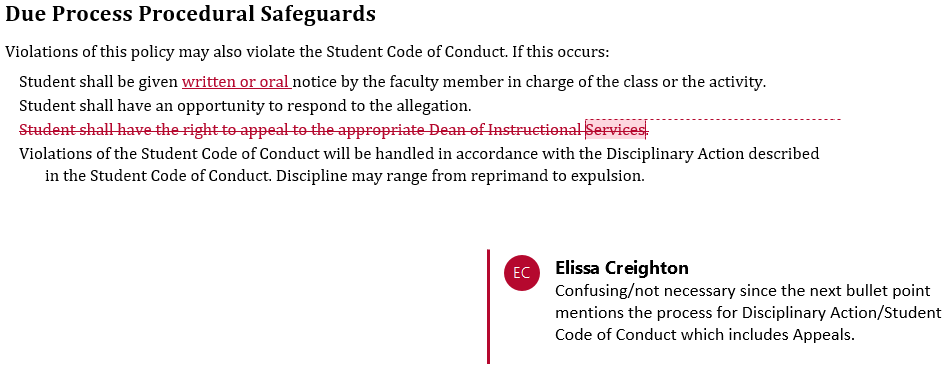 Due Process Procedural Safeguards
Violations of this policy may also violate the Student Code of Conduct. If this occurs:
Student shall be given written or oral notice by the faculty member in charge of the class or the activity.
Student shall have an opportunity to respond to the allegation.
Student shall have the right to appeal to the appropriate Dean of Instructional Services.
Violations of the Student Code of Conduct will be handled in accordance with the Disciplinary Action described
in the Student Code of Conduct. Discipline may range from reprimand to expulsion.
EC
Elissa Creighton
Confusing/not necessary since the next bullet point
mentions the process for Disciplinary Action/Student
Code of Conduct which includes Appeals.